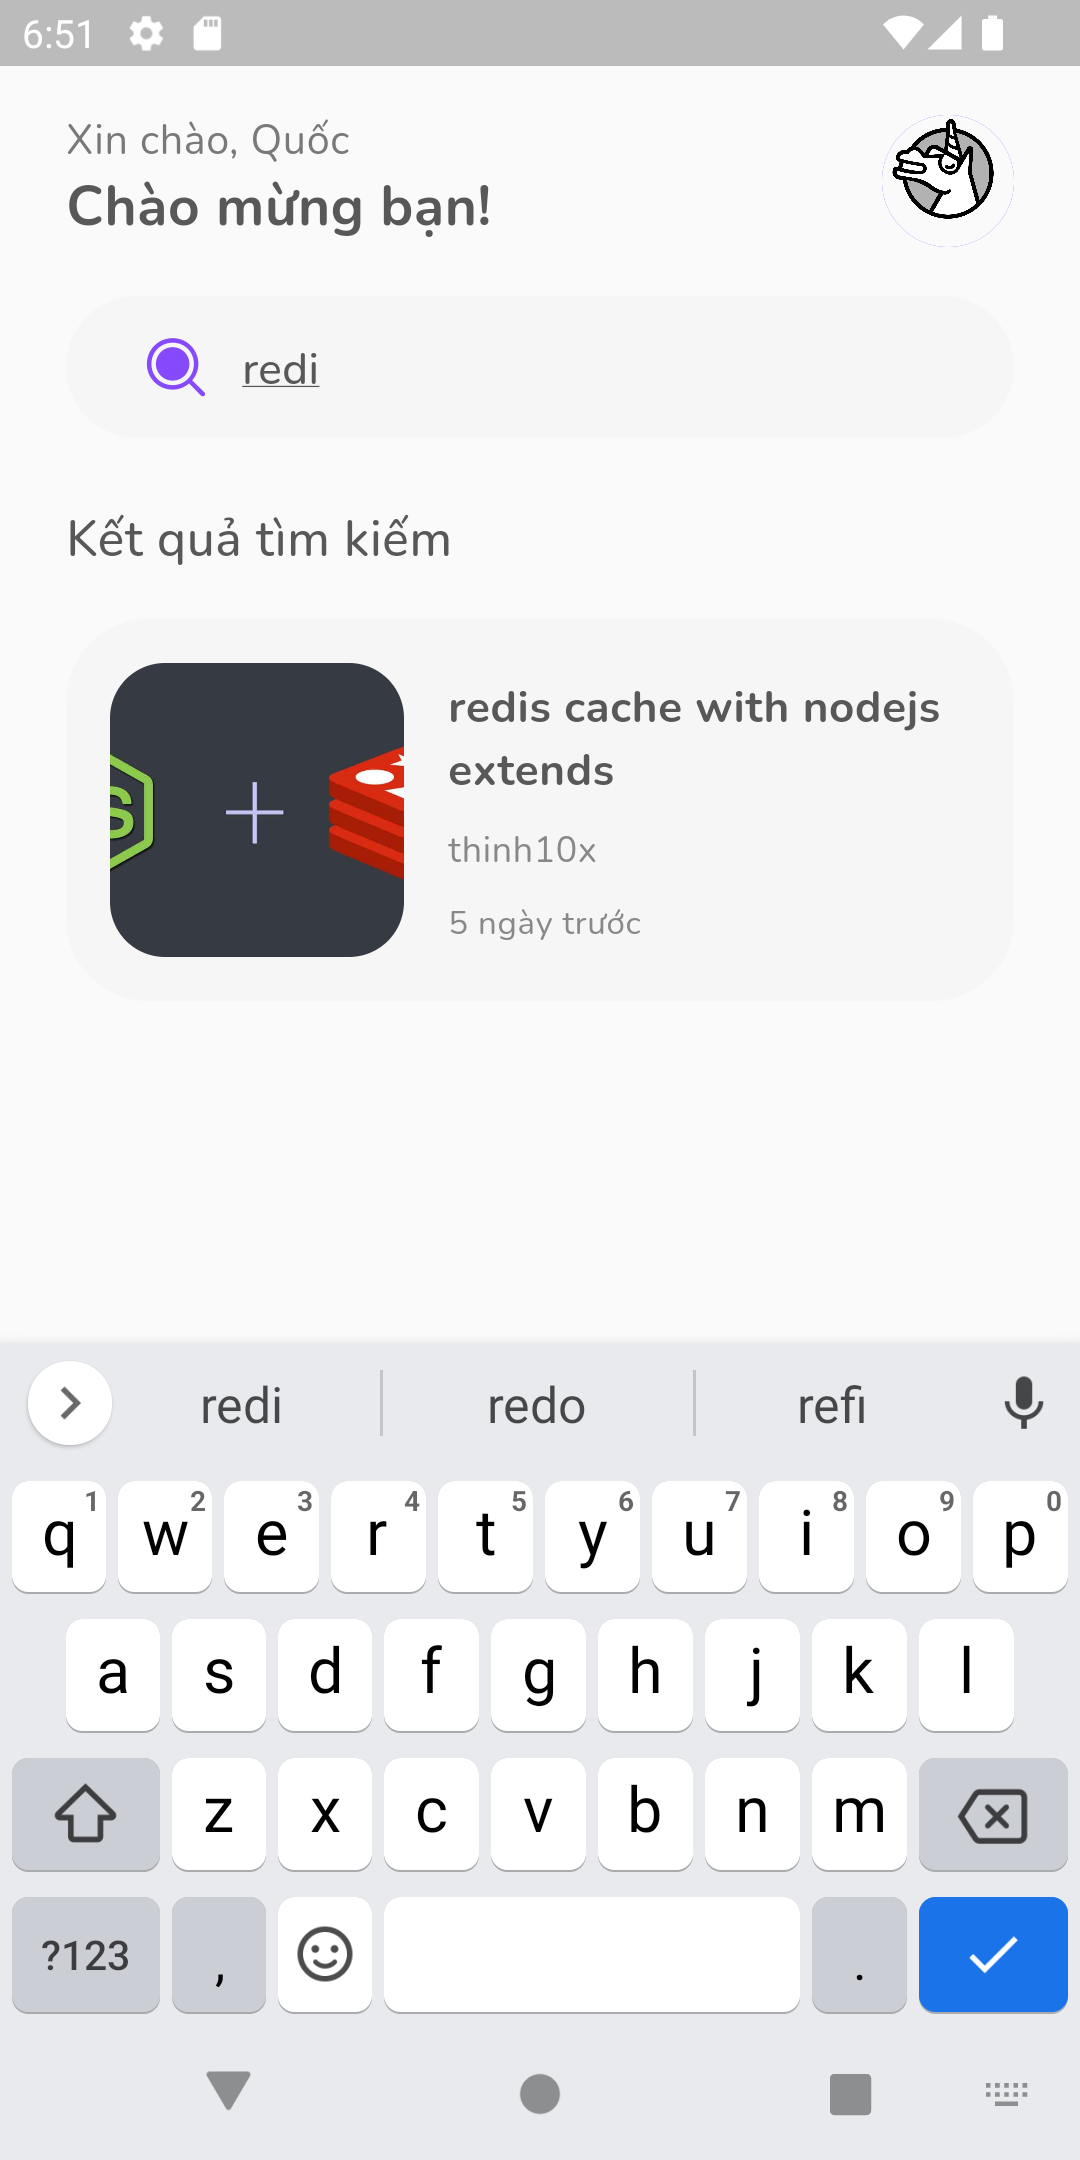 6:51
Xin chào, Quốc
Chào mừng bạn!
redi
Kết quả tìm kiếm
S
redis cache with nodejs
extends
thinh10x
5 ngày trước
redi redo refi
q 1 w 2 e 3 r 4 t 5 y 6 u 7 i 8 o 9 p 0
a s d f g h j k l
z x c v b n m
?123 , .